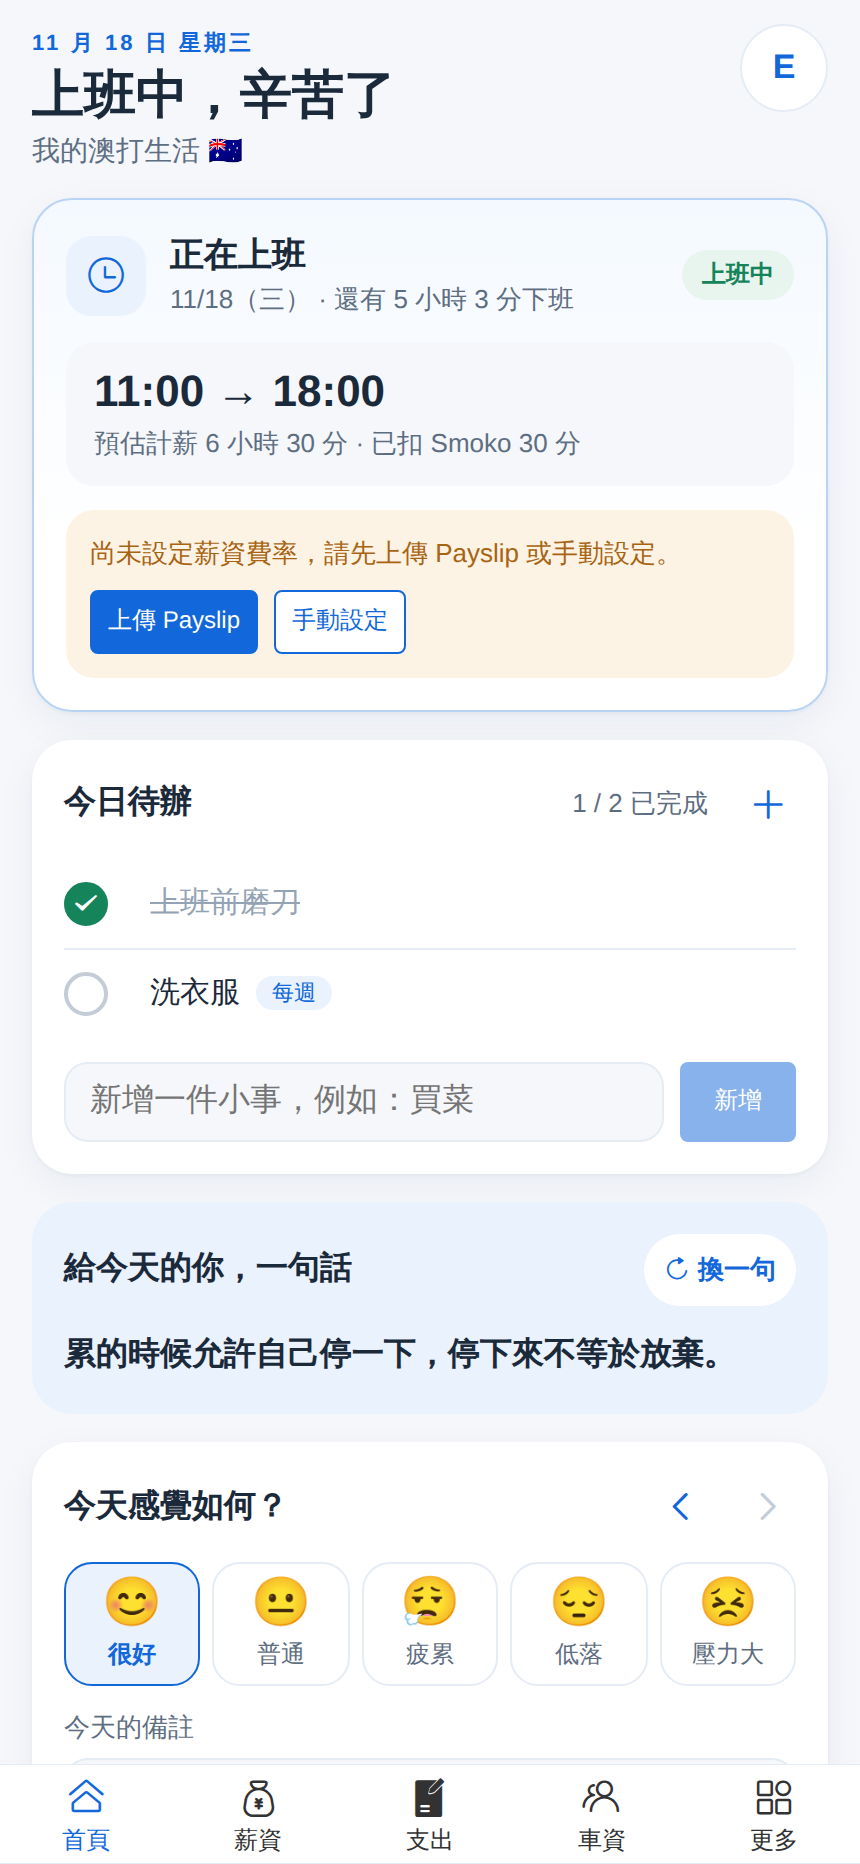 11 月 18 日 星期三
上班中，辛苦了
我的澳打生活 🇦🇺
E
正在上班
11/18（三） · 還有 5 小時 3 分下班
上班中
11:00 → 18:00
預估計薪 6 小時 30 分 · 已扣 Smoko 30 分
尚未設定薪資費率，請先上傳 Payslip 或手動設定。
上傳 Payslip
手動設定
今日待辦
1 / 2 已完成
上班前磨刀
洗衣服
每週
新增一件小事，例如：買菜
新增
給今天的你，一句話
換一句
累的時候允許自己停一下，停下來不等於放棄。
今天感覺如何？
很好
普通
疲累
低落
壓力大
今天的備註
首頁
薪資
支出
車資
更多